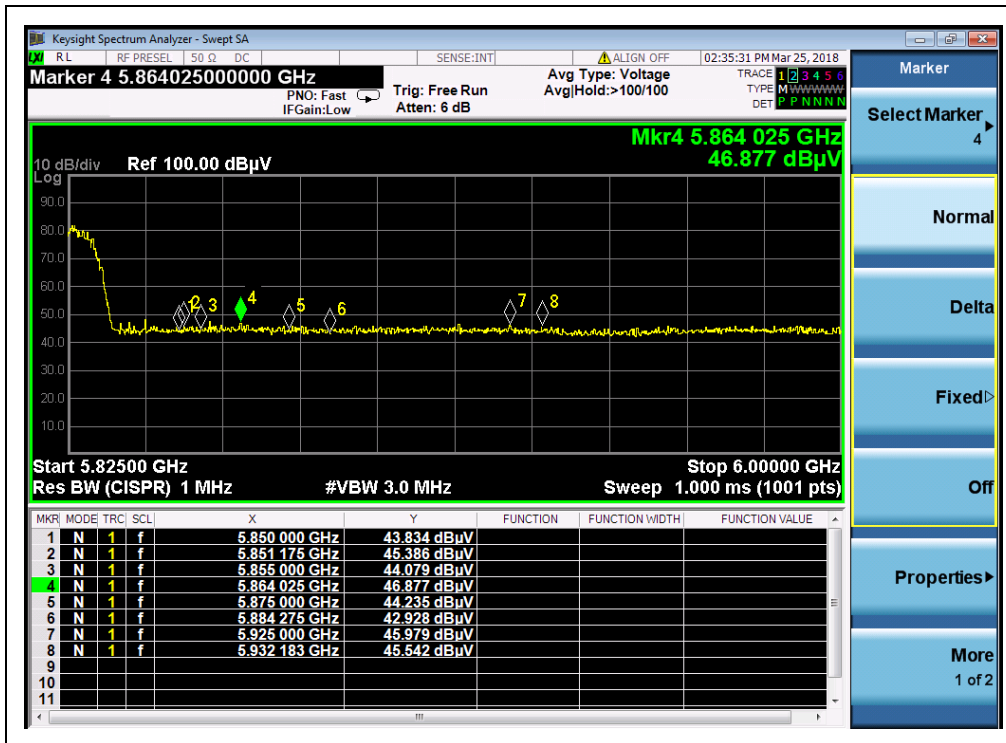 Keysight Spectrum Analyzer - Swept SA
LXI RL RF PRESEL 50 Ω DC SENSE:INT ALIGN OFF 02:35:31 PM Mar 25, 2018
Marker 4 5.864025000000 GHz
PNO: Fast
IFGain:Low
Trig: Free Run
Atten: 6 dB
Avg Type: Voltage
Avg|Hold:>100/100
TRACE 1 2 3 4 5 6
TYPE M W W W W W
DET P P N N N N
Mkr4 5.864 025 GHz
46.877 dBµV
10 dB/div Ref 100.00 dBµV
Log
90.0
80.0
70.0
60.0
50.0
40.0
30.0
20.0
10.0
1 2 3 4 5 6 7 8
Start 5.82500 GHz Stop 6.00000 GHz
Res BW (CISPR) 1 MHz #VBW 3.0 MHz Sweep 1.000 ms (1001 pts)
MKR MODE TRC SCL X Y FUNCTION FUNCTION WIDTH FUNCTION VALUE
1 N 1 f 5.850 000 GHz 43.834 dBµV
2 N 1 f 5.851 175 GHz 45.386 dBµV
3 N 1 f 5.855 000 GHz 44.079 dBµV
4 N 1 f 5.864 025 GHz 46.877 dBµV
5 N 1 f 5.875 000 GHz 44.235 dBµV
6 N 1 f 5.884 275 GHz 42.928 dBµV
7 N 1 f 5.925 000 GHz 45.979 dBµV
8 N 1 f 5.932 183 GHz 45.542 dBµV
9
10
11
Marker
Select Marker
4
Normal
Delta
Fixed
Off
Properties
More
1 of 2